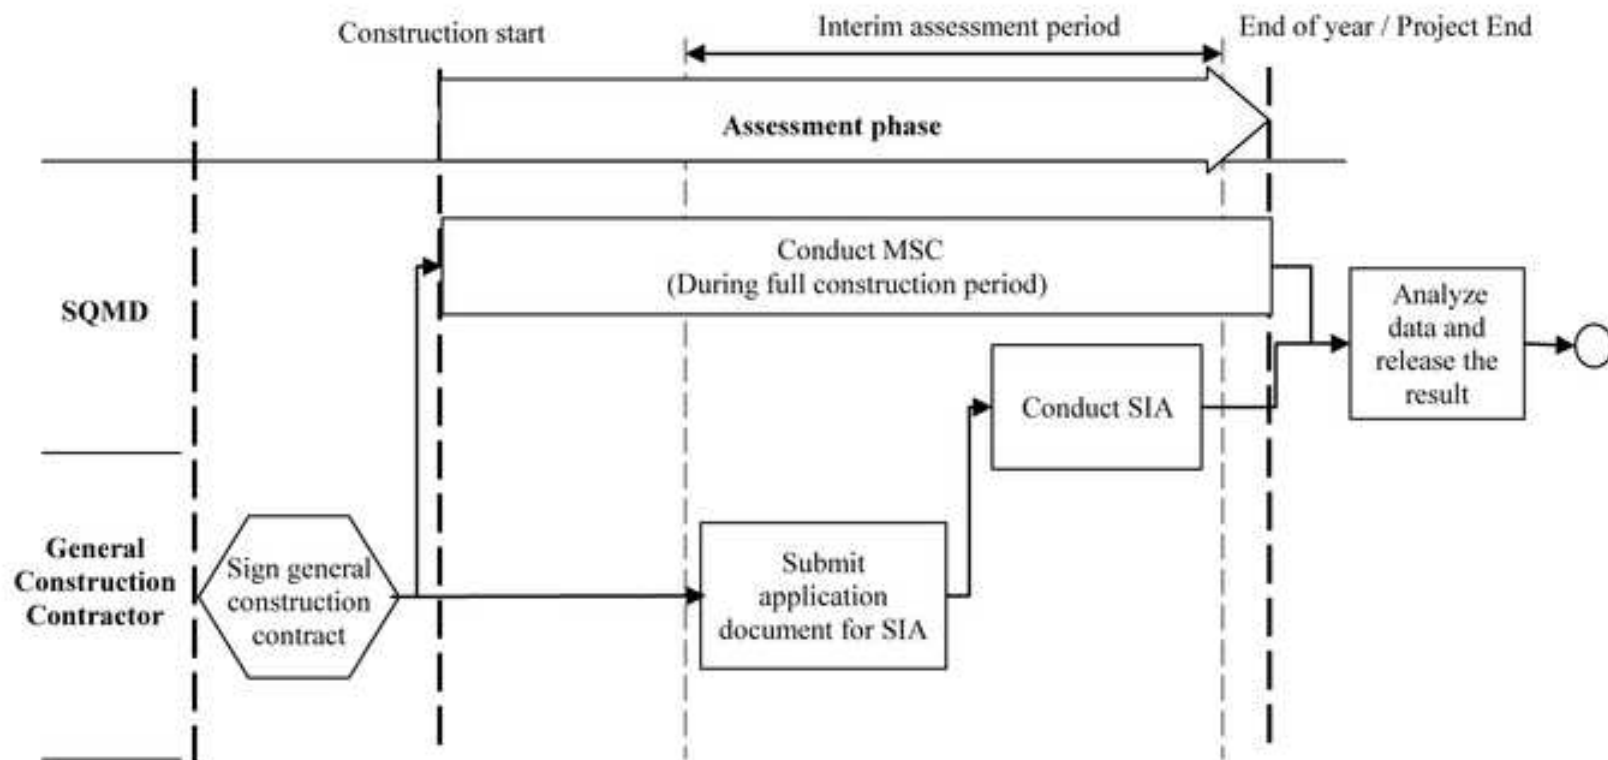 Construction start
Interim assessment period
End of year / Project End
Assessment phase
SQMD
Conduct MSC
(During full construction period)
Analyze
data and
release the
result
Conduct SIA
General
Construction
Contractor
Sign general
construction
contract
Submit
application
document for SIA